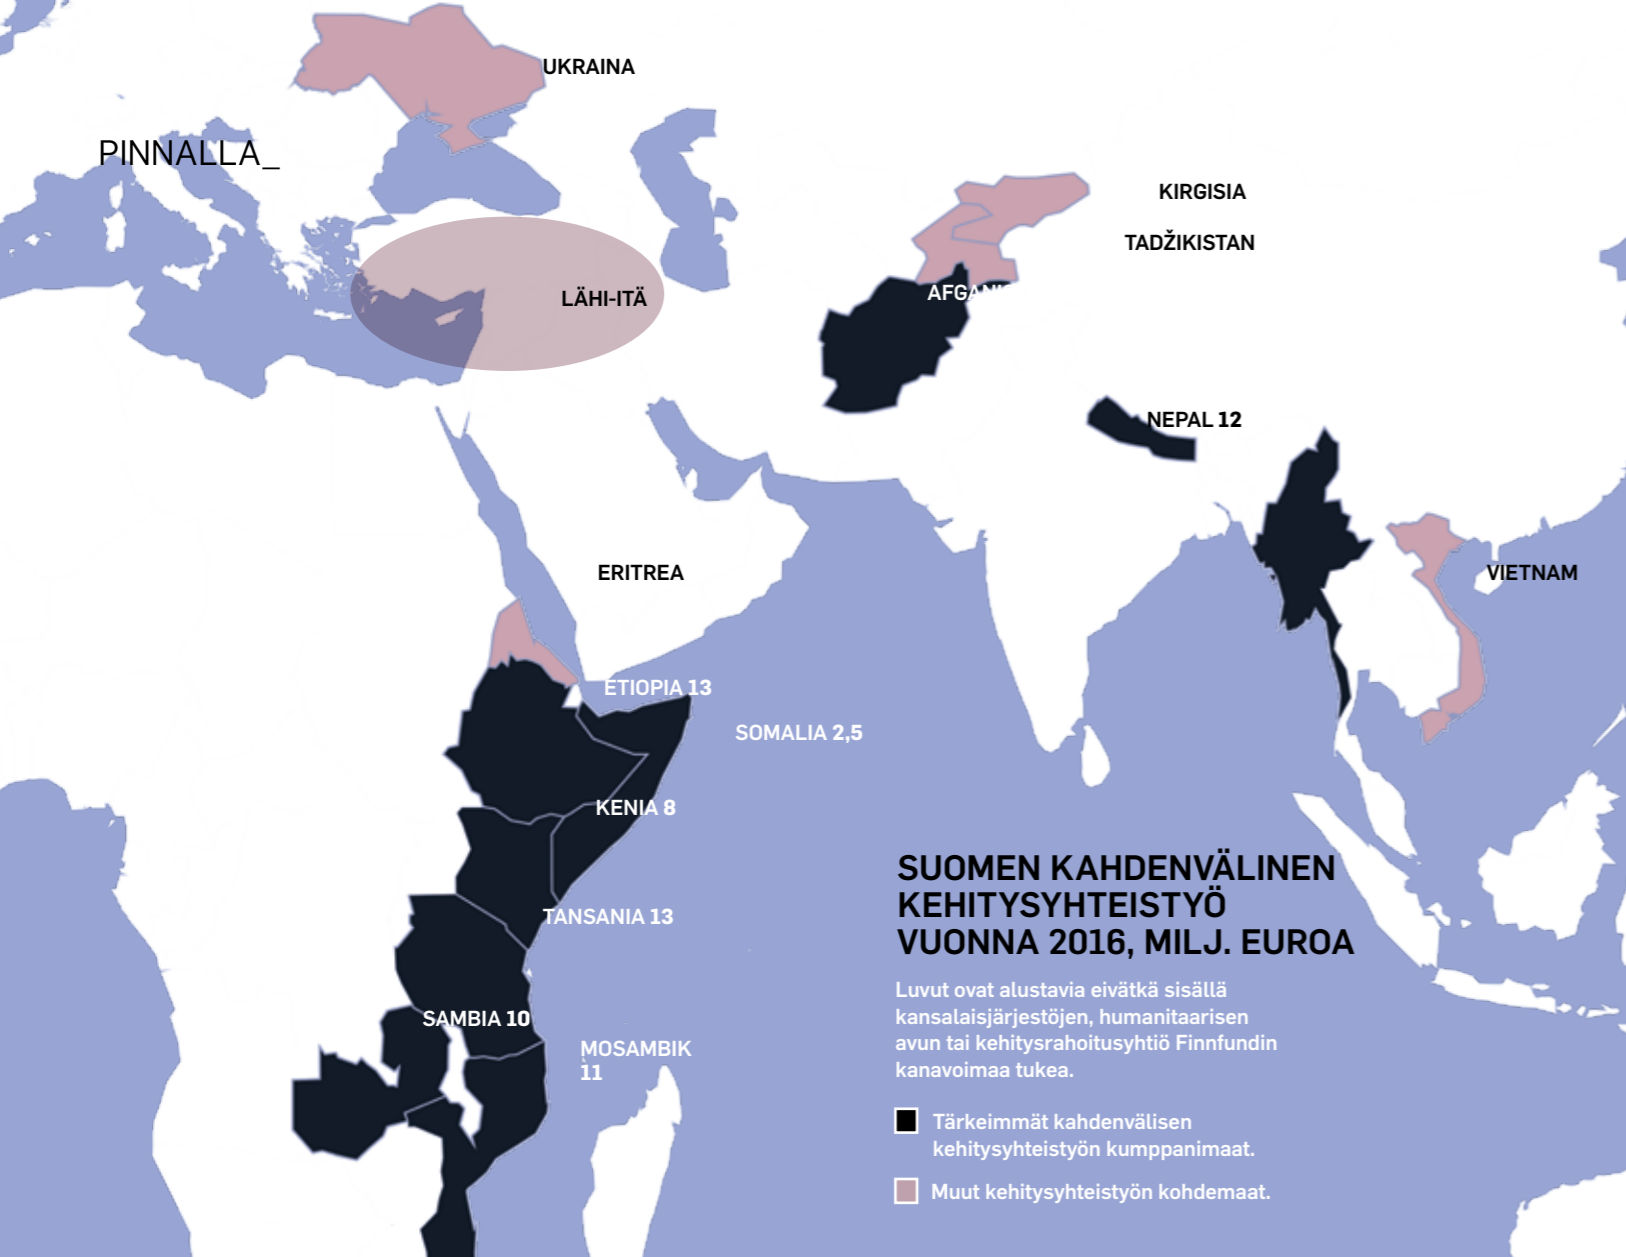 UKRAINA
PINNALLA_
KIRGISIA
TADŽIKISTAN
LÄHI-ITÄ
NEPAL 12
ERITREA
VIETNAM
ETIOPIA 13
SOMALIA 2,5
KENIA 8
TANSANIA 13
SAMBIA 10
MOSAMBIK
11
SUOMEN KAHDENVÄLINEN
KEHITYSYHTEISTYÖ
VUONNA 2016, MILJ. EUROA
Luvut ovat alustavia eivätkä sisällä
kansalaisjärjestöjen, humanitaarisen
avun tai kehitysrahoitusyhtiö Finnfundin
kanavoimaa tukea.
Tärkeimmät kahdenvälisen
kehitysyhteistyön kumppanimaat.
Muut kehitysyhteistyön kohdemaat.